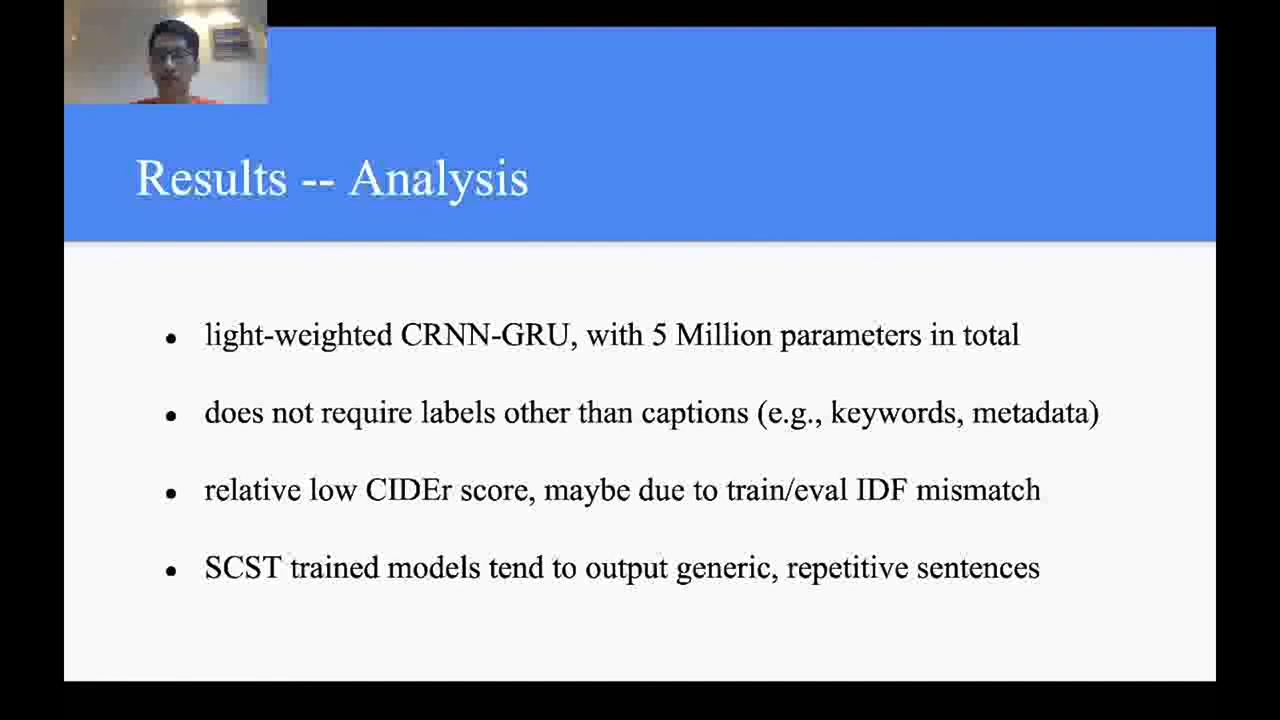 Results -- Analysis
• light-weighted CRNN-GRU, with 5 Million parameters in total
• does not require labels other than captions (e.g., keywords, metadata)
• relative low CIDEr score, maybe due to train/eval IDF mismatch
• SCST trained models tend to output generic, repetitive sentences